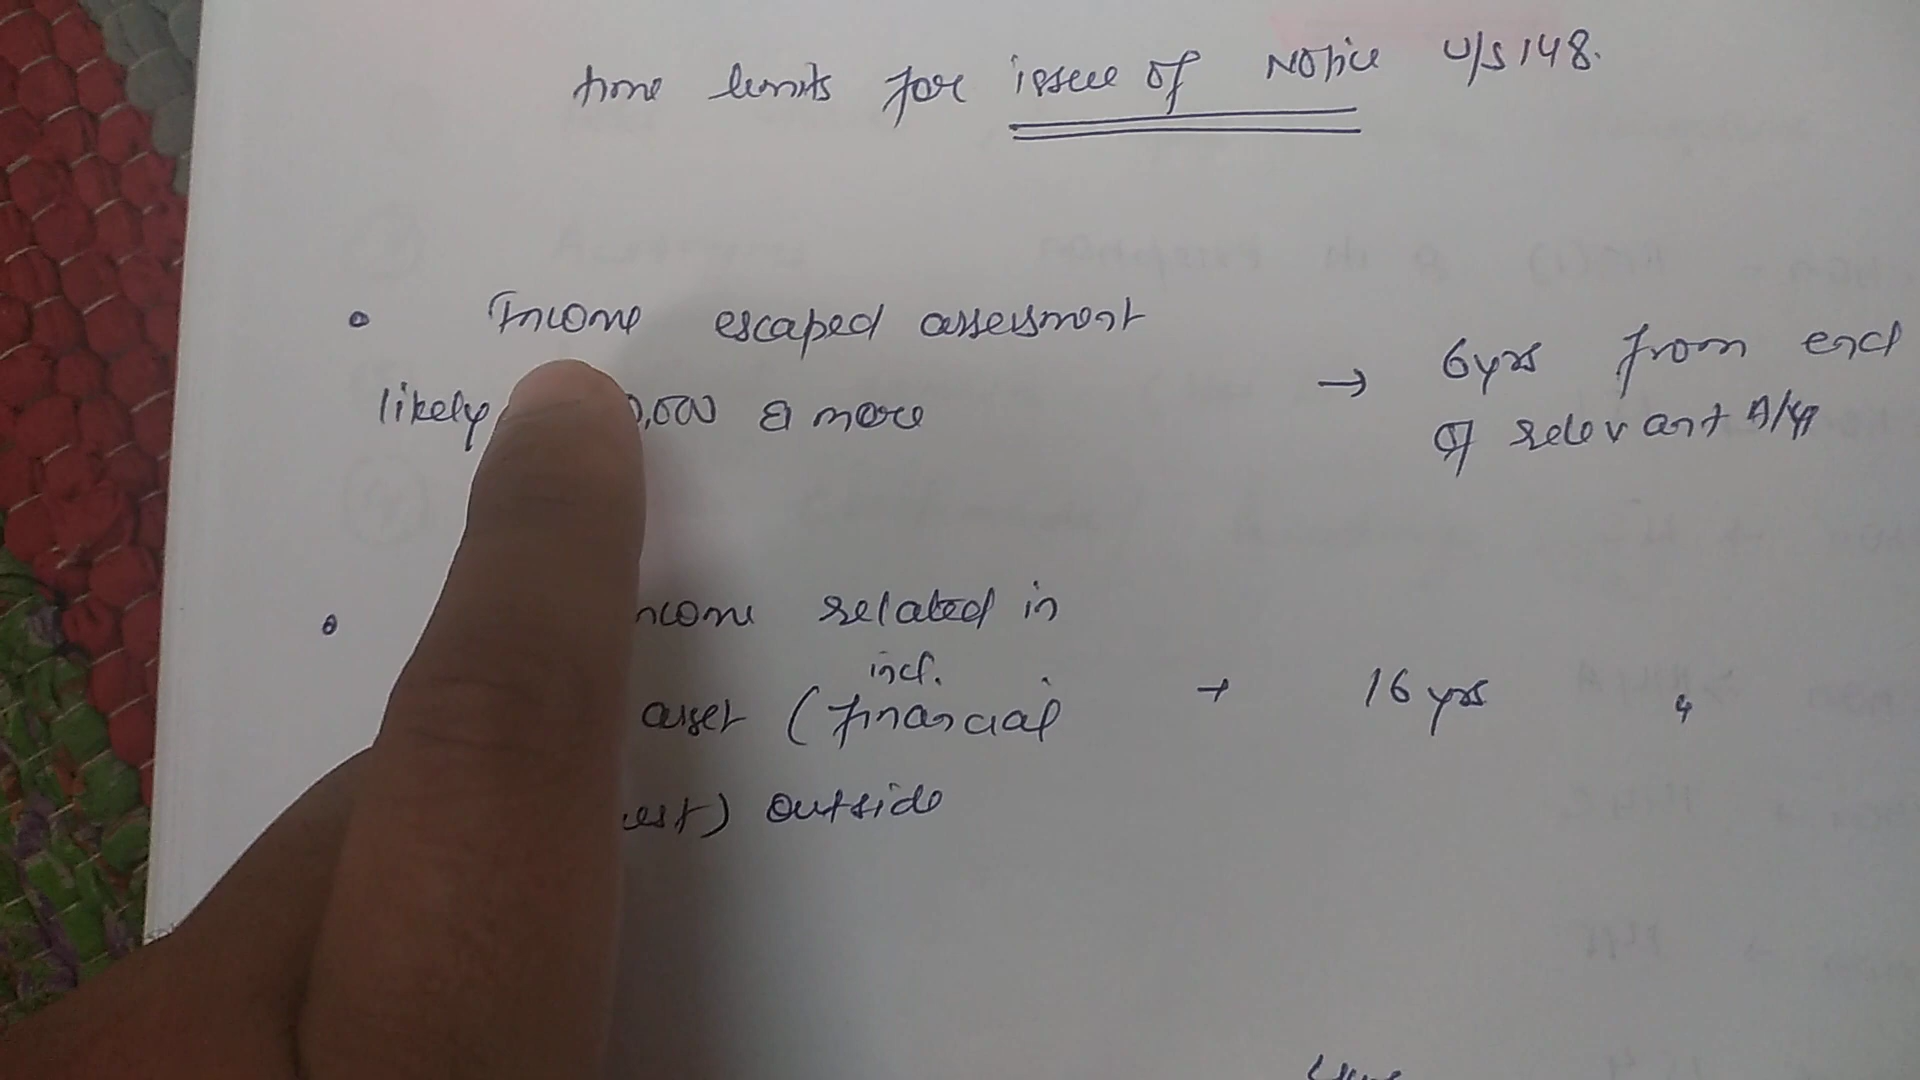 time limits for issue of Notice U/S 148.
Income escaped assessment
likely 0,000 & more
→ 6yrs from end
of relevant A/Y
ncome related in
incl.
asset (financial
→ 16 yrs "
est) outside